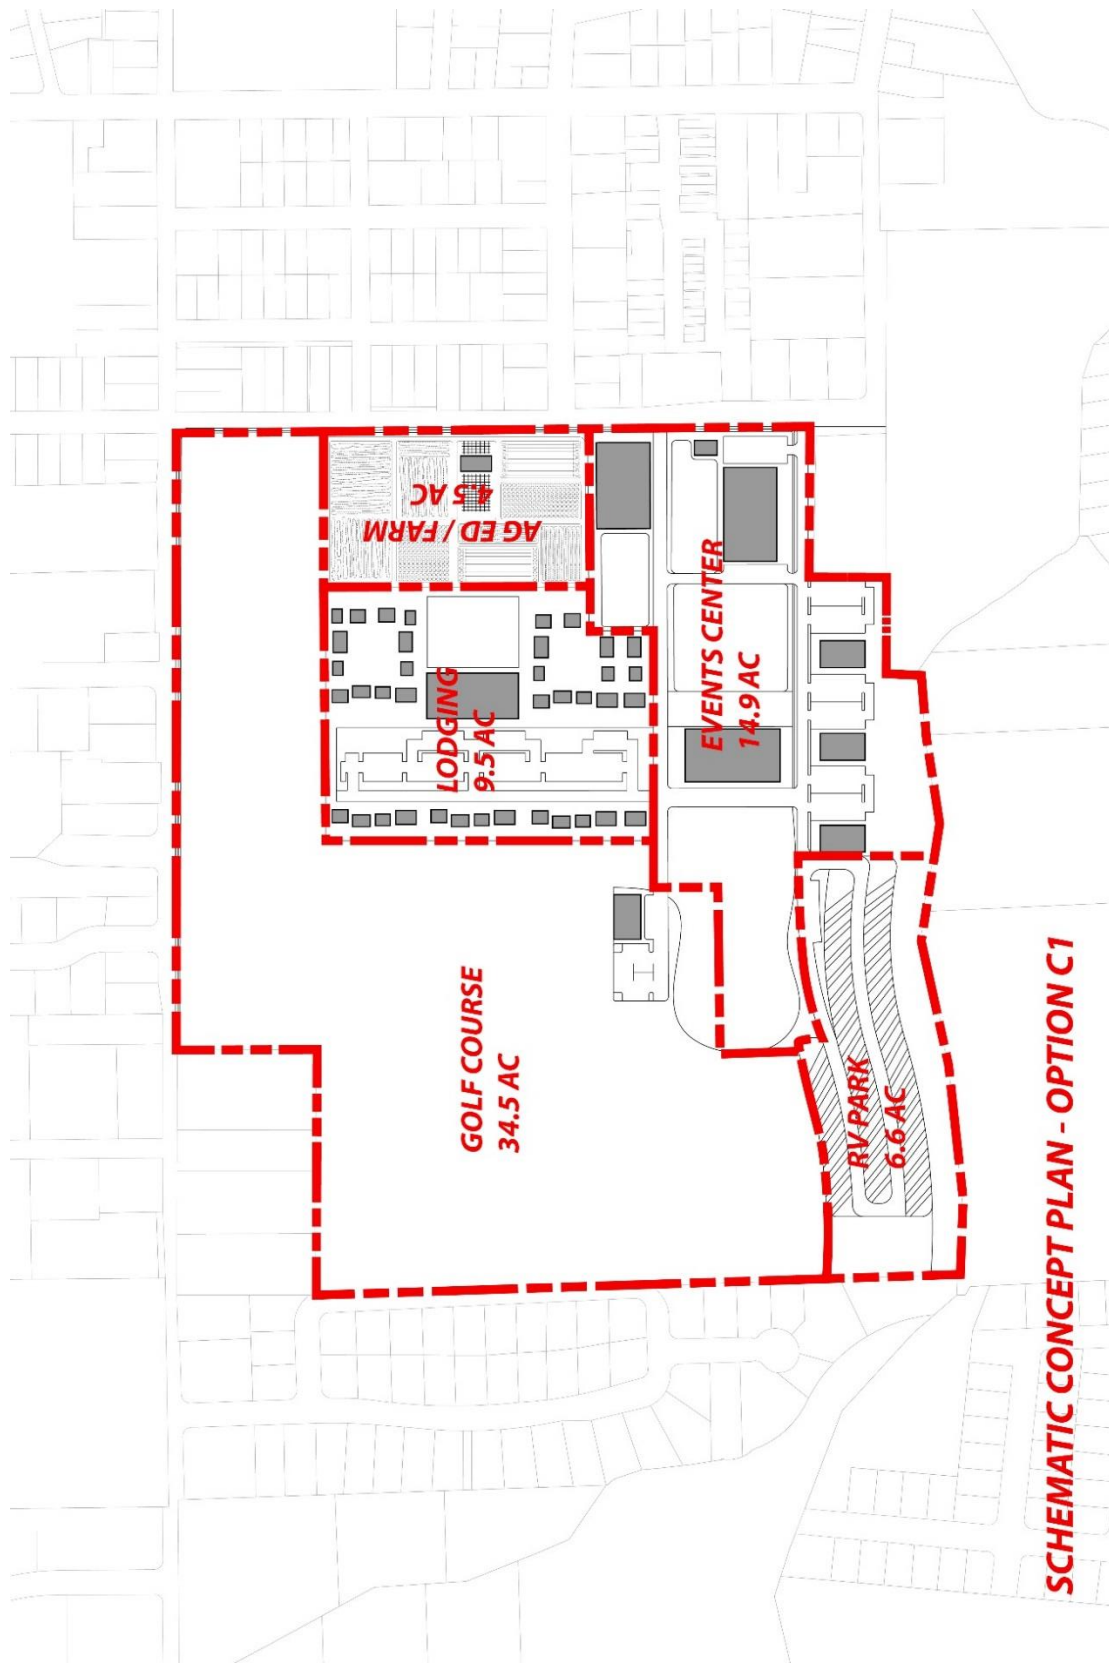 AG ED / FARM
4.5 AC
LODGING
9.5 AC
EVENTS CENTER
14.9 AC
GOLF COURSE
34.5 AC
RV PARK
6.6 AC
SCHEMATIC CONCEPT PLAN - OPTION C1